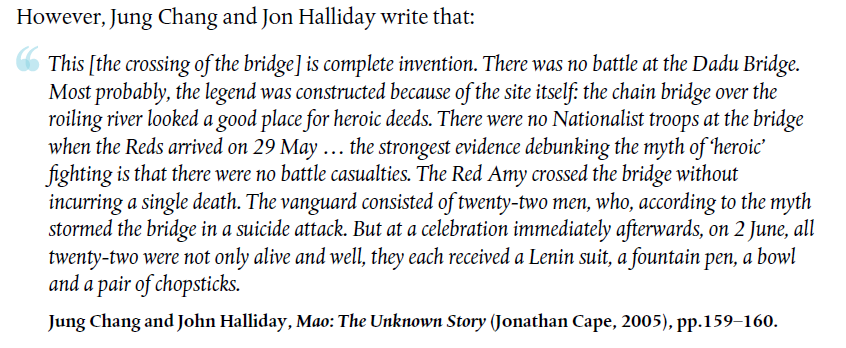 However, Jung Chang and Jon Halliday write that:
“
This [the crossing of the bridge] is complete invention. There was no battle at the Dadu Bridge.
Most probably, the legend was constructed because of the site itself: the chain bridge over the
roiling river looked a good place for heroic deeds. There were no Nationalist troops at the bridge
when the Reds arrived on 29 May … the strongest evidence debunking the myth of ‘heroic’
fighting is that there were no battle casualties. The Red Amy crossed the bridge without
incurring a single death. The vanguard consisted of twenty-two men, who, according to the myth
stormed the bridge in a suicide attack. But at a celebration immediately afterwards, on 2 June, all
twenty-two were not only alive and well, they each received a Lenin suit, a fountain pen, a bowl
and a pair of chopsticks.
Jung Chang and John Halliday, Mao: The Unknown Story (Jonathan Cape, 2005), pp.159–160.